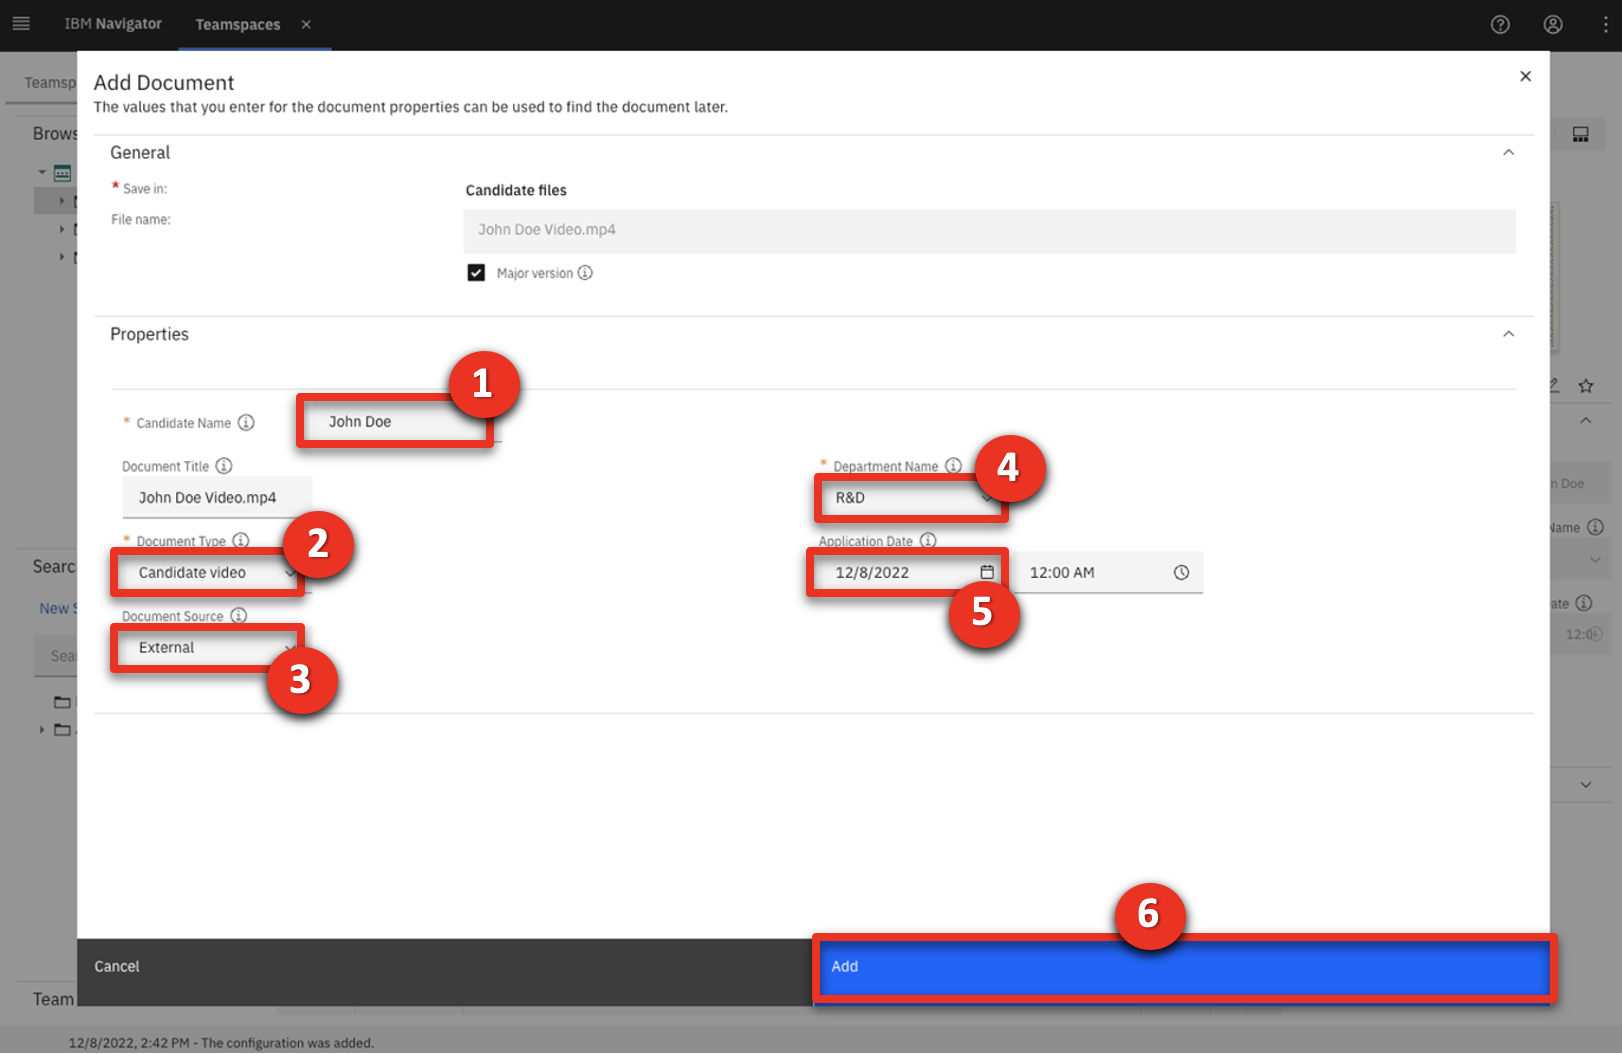 IBM Navigator
Teamspaces
Teamsp
Add Document
The values that you enter for the document properties can be used to find the document later.
Brows
General
* Save in:
Candidate files
File name:
John Doe Video.mp4
Major version
Properties
1
* Candidate Name
John Doe
Document Title
John Doe Video.mp4
* Department Name
4
R&D
n Doe
* Document Type
2
Candidate video
Application Date
12/8/2022
12:00 AM
Name
Searc
5
New S
Document Source
External
3
ate
12:0
Sea
6
Cancel
Add
Team
12/8/2022, 2:42 PM - The configuration was added.